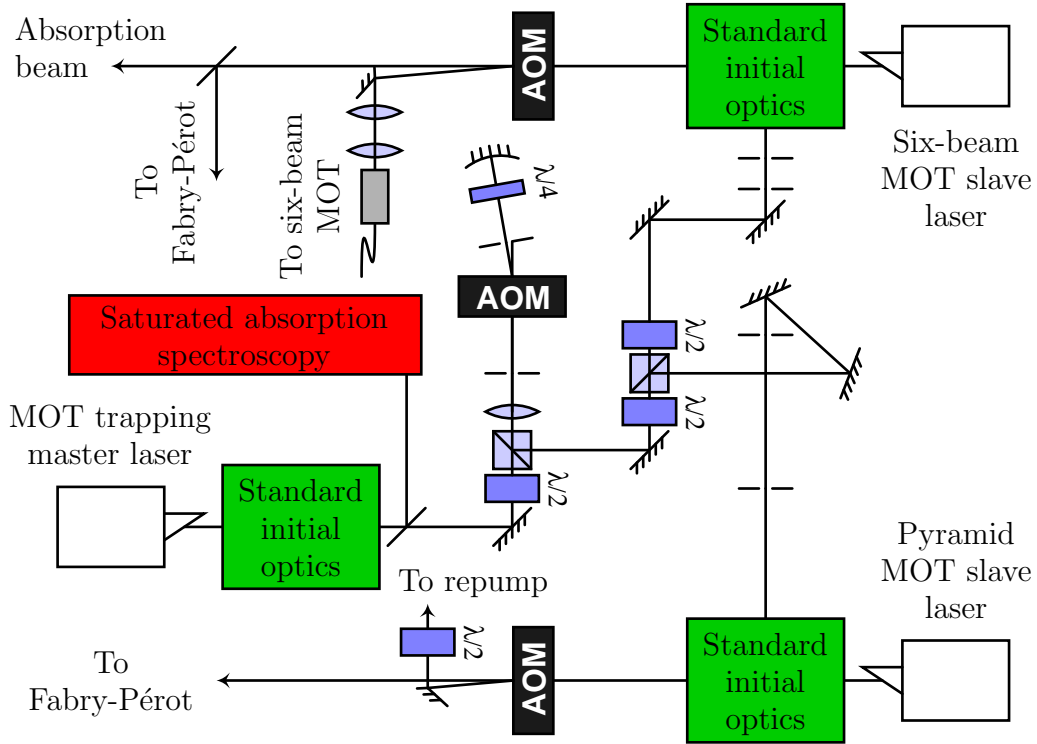 Absorption
beam
AOM
Standard
initial
optics
Six-beam
MOT slave
laser
To
Fabry-Pérot
To six-beam
MOT
λ/4
AOM
Saturated absorption
spectroscopy
λ/2
λ/2
MOT trapping
master laser
Standard
initial
optics
λ/2
Pyramid
MOT slave
laser
To repump
λ/2
To
Fabry-Pérot
AOM
Standard
initial
optics